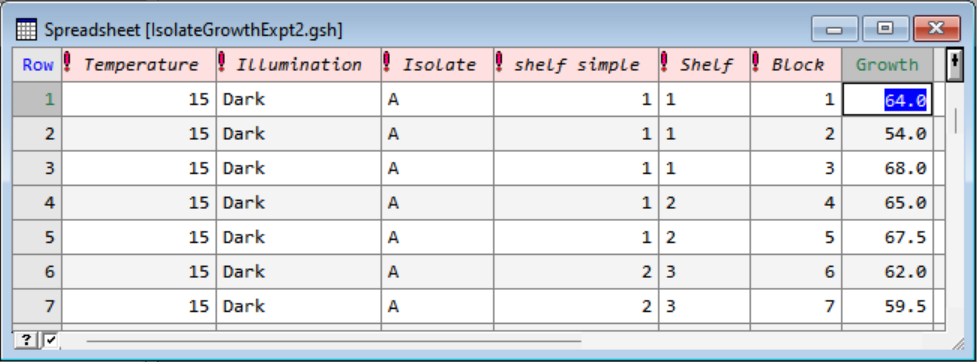 Spreadsheet [IsolateGrowthExpt2.gsh]
Row ! Temperature ! Illumination ! Isolate ! shelf simple ! Shelf ! Block Growth
1 15 Dark A 1 1 1 64.0
2 15 Dark A 1 1 2 54.0
3 15 Dark A 1 1 3 68.0
4 15 Dark A 1 2 4 65.0
5 15 Dark A 1 2 5 67.5
6 15 Dark A 2 3 6 62.0
7 15 Dark A 2 3 7 59.5
?